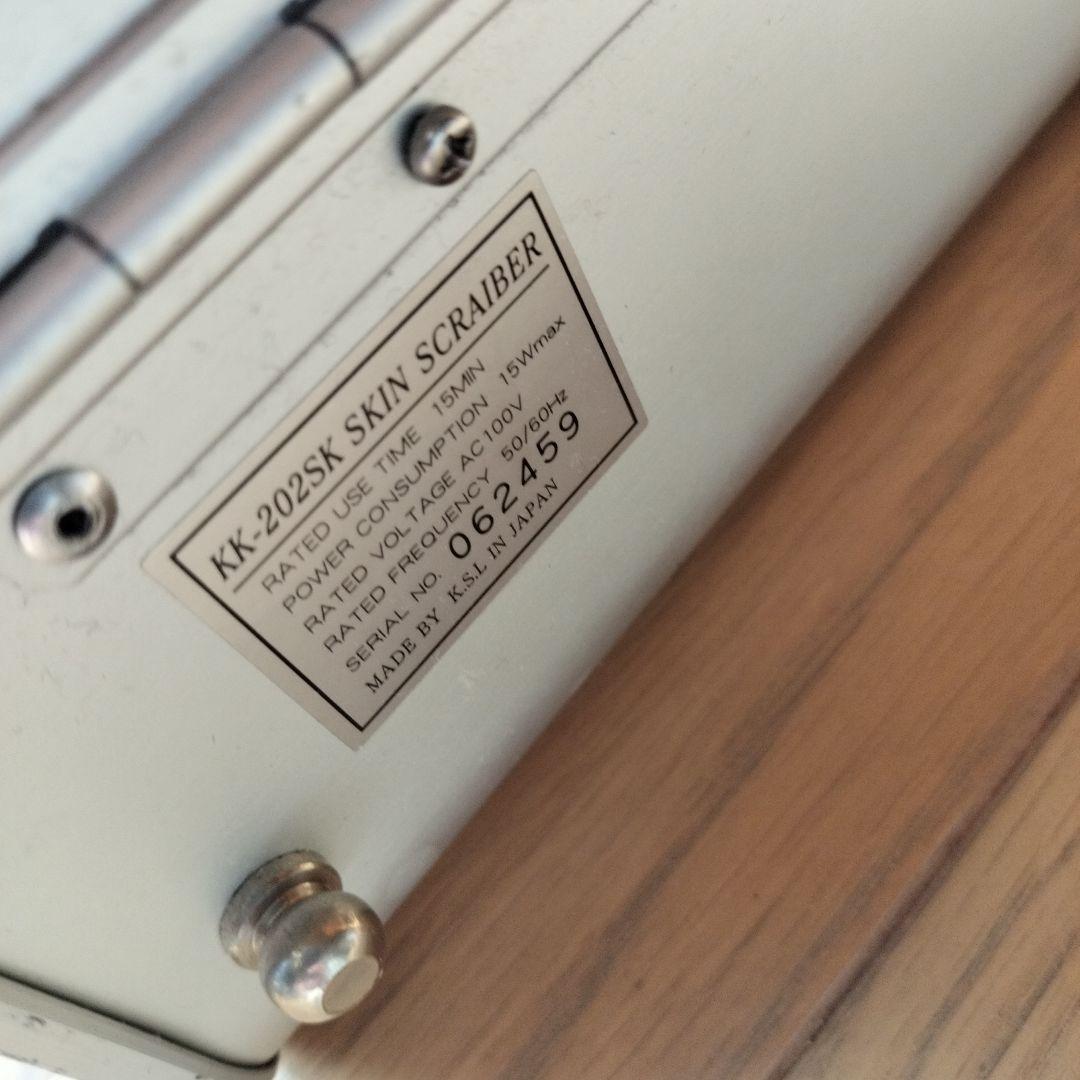 KK-202SK SKIN SCRAIBER
RATED USE TIME 15MIN
POWER CONSUMPTION 15Wmax
RATED VOLTAGE AC100V
RATED FREQUENCY 50/60Hz
SERIAL NO. 062459
MADE BY K.S.L IN JAPAN